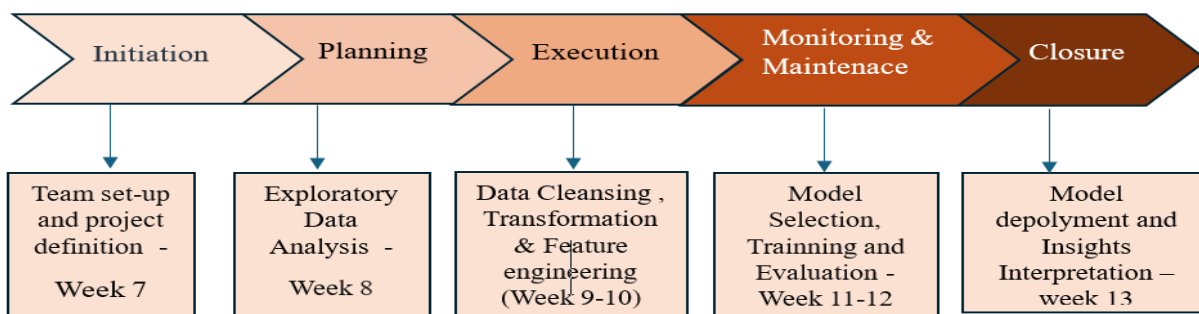 Initiation
Planning
Execution
Monitoring &
Maintenace
Closure
Team set-up
and project
definition -
Week 7
Exploratory
Data
Analysis -
Week 8
Data Cleansing ,
Transformation
& Feature
engineering
(Week 9-10)
Model
Selection,
Trainning and
Evaluation -
Week 11-12
Model
depolyment and
Insights
Interpretation –
week 13